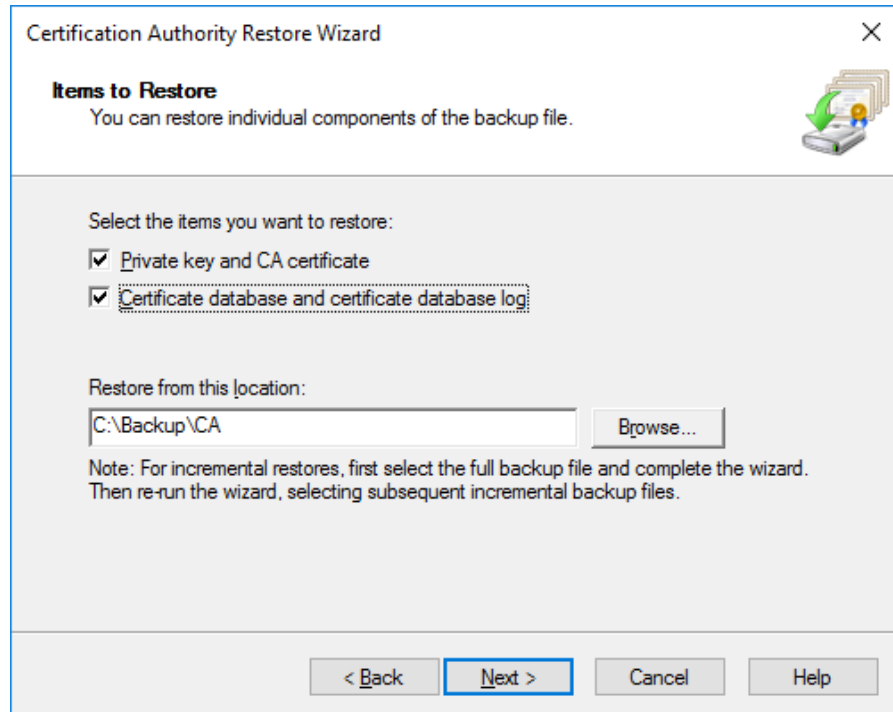 Certification Authority Restore Wizard
Items to Restore
You can restore individual components of the backup file.
Select the items you want to restore:
Private key and CA certificate
Certificate database and certificate database log
Restore from this location:
C:\Backup\CA
Browse...
Note: For incremental restores, first select the full backup file and complete the wizard.
Then re-run the wizard, selecting subsequent incremental backup files.
< Back Next > Cancel Help